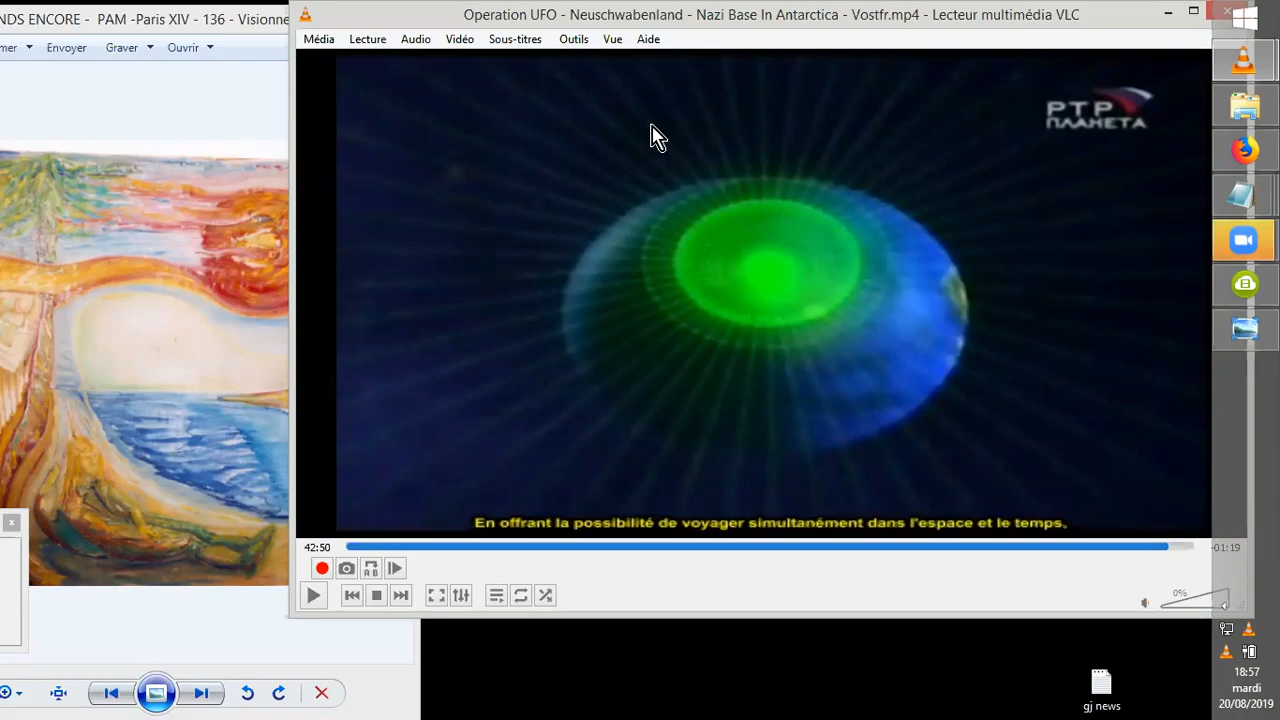 NDS ENCORE - PAM -Paris XIV - 136 - Visionne
mer Envoyer Graver Ouvrir
Operation UFO - Neuschwabenland - Nazi Base In Antarctica - Vostfr.mp4 - Lecteur multimédia VLC
Média Lecture Audio Vidéo Sous-titres Outils Vue Aide
РТР
ПЛАНЕТА
En offrant la possibilité de voyager simultanément dans l'espace et le temps,
42:50
-01:19
A B
0%
18:57
mardi
20/08/2019
gj news